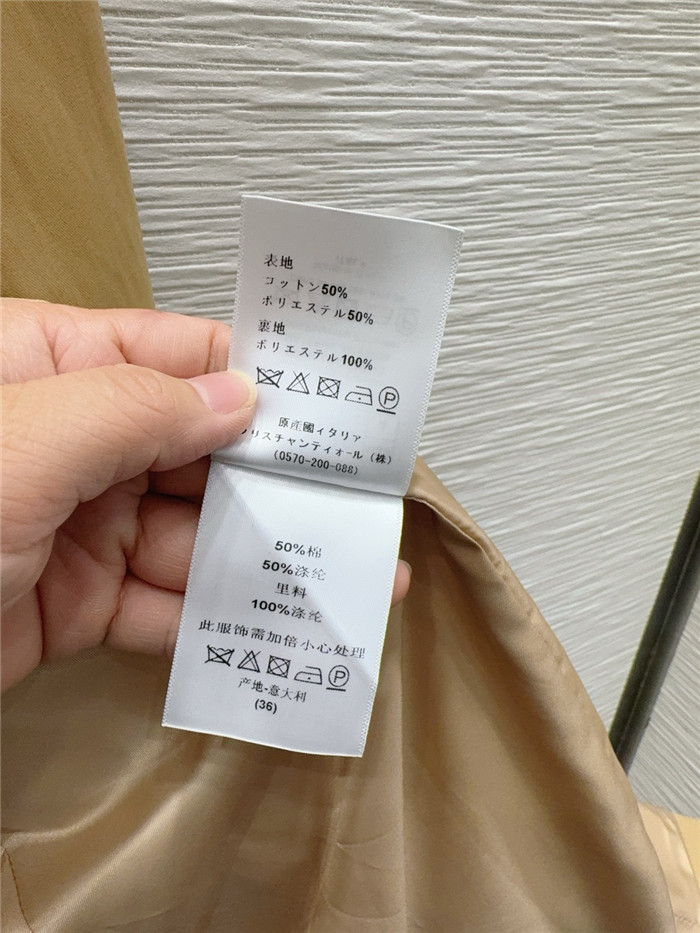 表地
コットン50%
ポリエステル50%
裏地
ポリエステル100%
P
原産國イタリア
リスチャンディオール（株）
(0570-200-088)
50%棉
50%涤纶
里料
100%涤纶
此服饰需加倍小心处理
P
产地-意大利
(36)